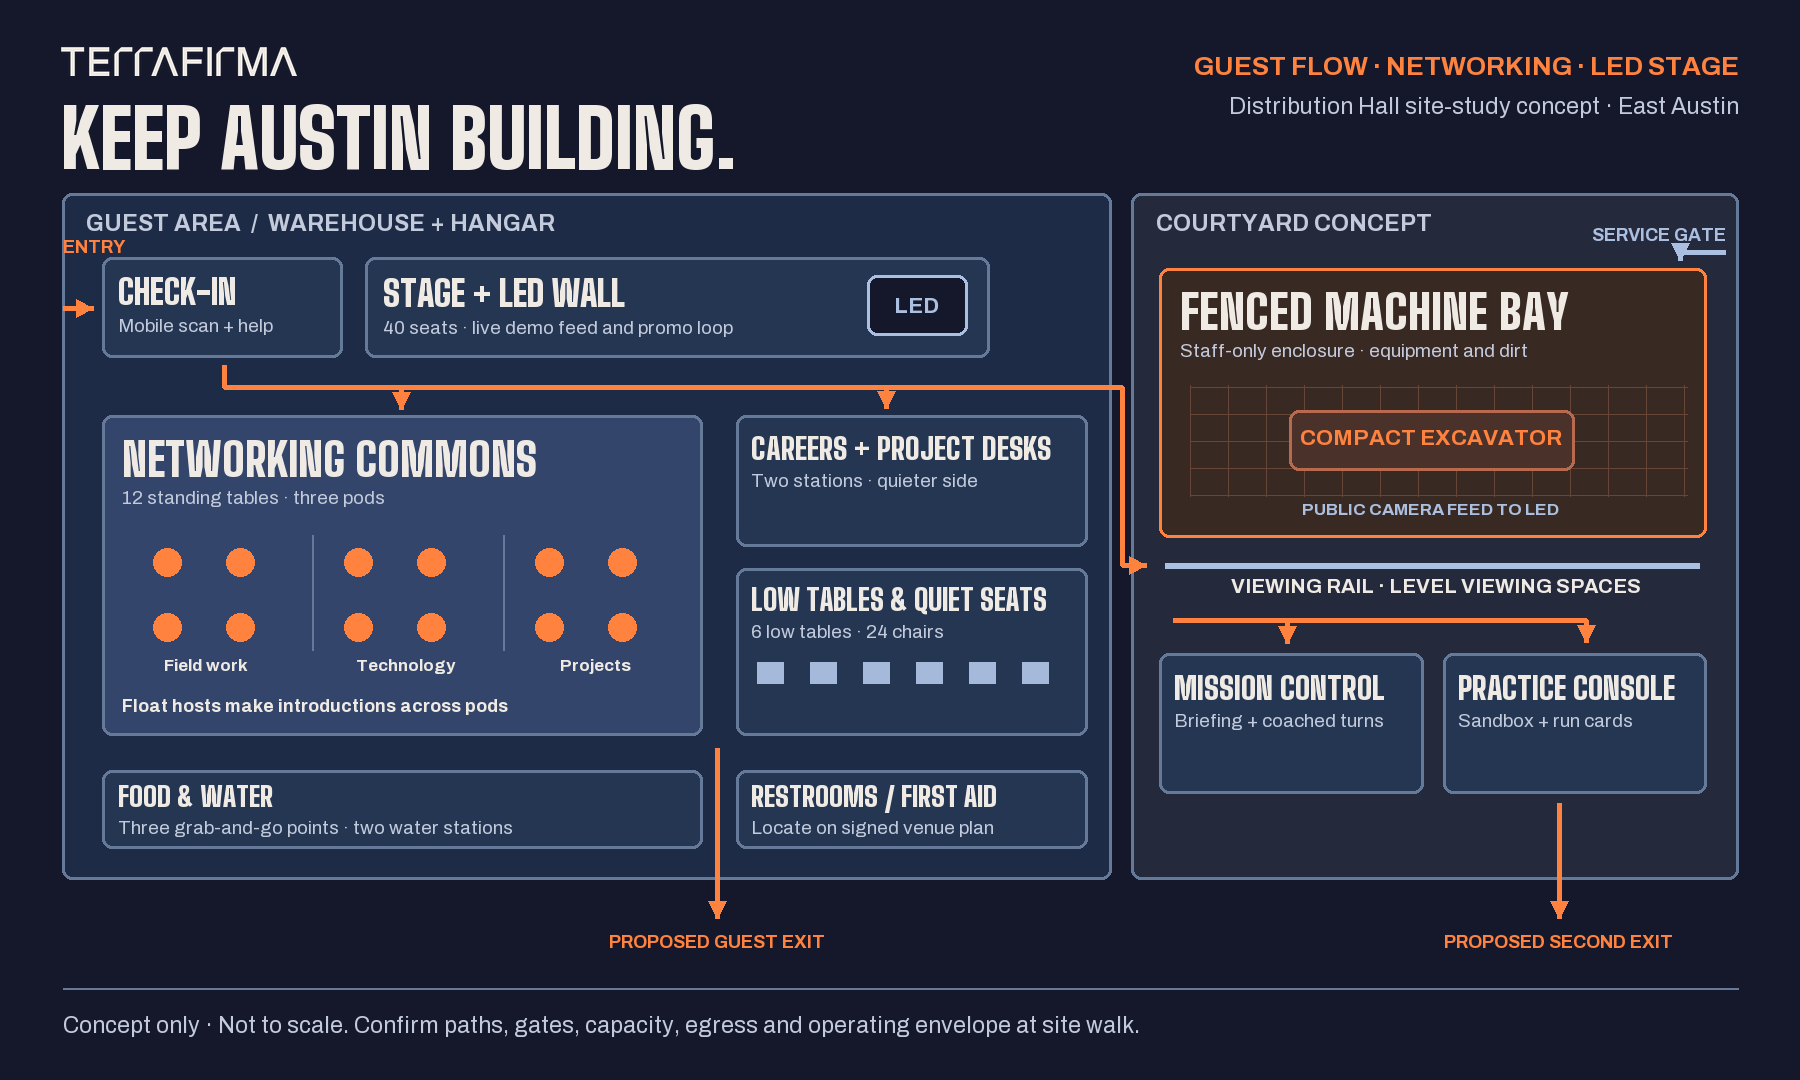 TERRAFIRMA
KEEP AUSTIN BUILDING.
GUEST FLOW · NETWORKING · LED STAGE
Distribution Hall site-study concept · East Austin
GUEST AREA / WAREHOUSE + HANGAR
ENTRY
CHECK-IN
Mobile scan + help
STAGE + LED WALL
40 seats · live demo feed and promo loop
LED
NETWORKING COMMONS
12 standing tables · three pods
Field work
Technology
Projects
Float hosts make introductions across pods
CAREERS + PROJECT DESKS
Two stations · quieter side
LOW TABLES & QUIET SEATS
6 low tables · 24 chairs
FOOD & WATER
Three grab-and-go points · two water stations
RESTROOMS / FIRST AID
Locate on signed venue plan
PROPOSED GUEST EXIT
COURTYARD CONCEPT
SERVICE GATE
FENCED MACHINE BAY
Staff-only enclosure · equipment and dirt
COMPACT EXCAVATOR
PUBLIC CAMERA FEED TO LED
VIEWING RAIL · LEVEL VIEWING SPACES
MISSION CONTROL
Briefing + coached turns
PRACTICE CONSOLE
Sandbox + run cards
PROPOSED SECOND EXIT
Concept only · Not to scale. Confirm paths, gates, capacity, egress and operating envelope at site walk.